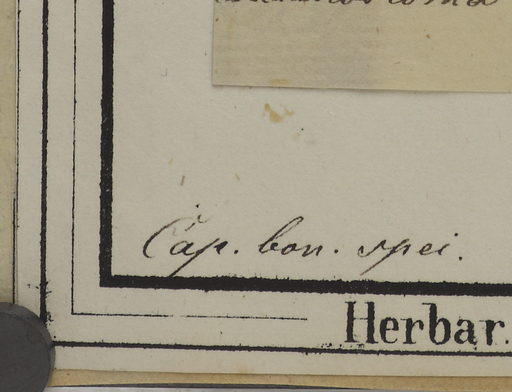 Cap. bon. spei.
Herbar.